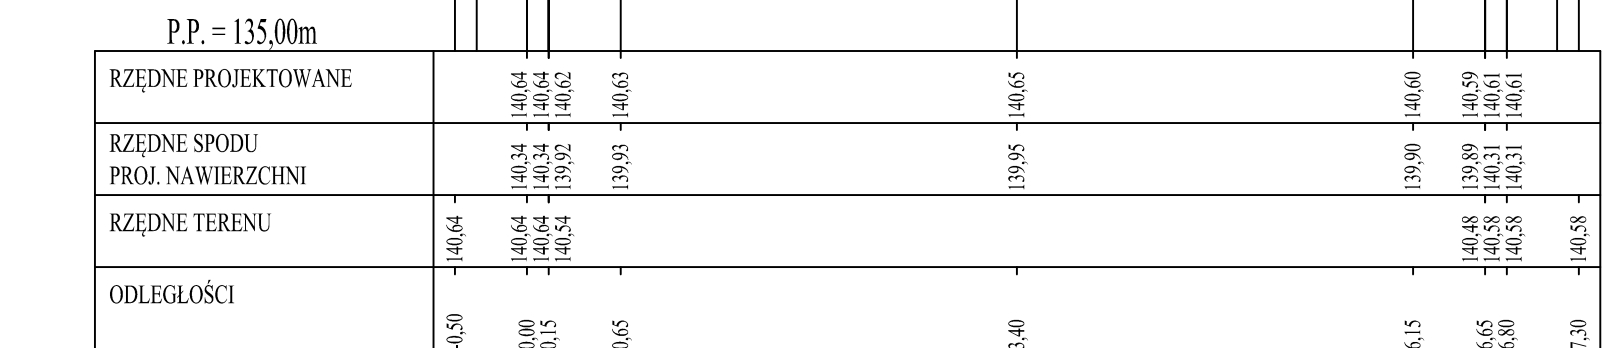 P.P. = 135,00m
RZĘDNE PROJEKTOWANE
140,64 140,64 140,62 140,63 140,65 140,60 140,59 140,61 140,61
RZĘDNE SPODU
PROJ. NAWIERZCHNI
140,34 140,34 139,92 139,93 139,95 139,90 139,89 140,31 140,31
RZĘDNE TERENU
140,64 140,64 140,64 140,54 140,48 140,58 140,58 140,58
ODLEGŁOŚCI
-0,50 0,00 0,15 0,65 3,40 6,15 6,65 6,80 7,30